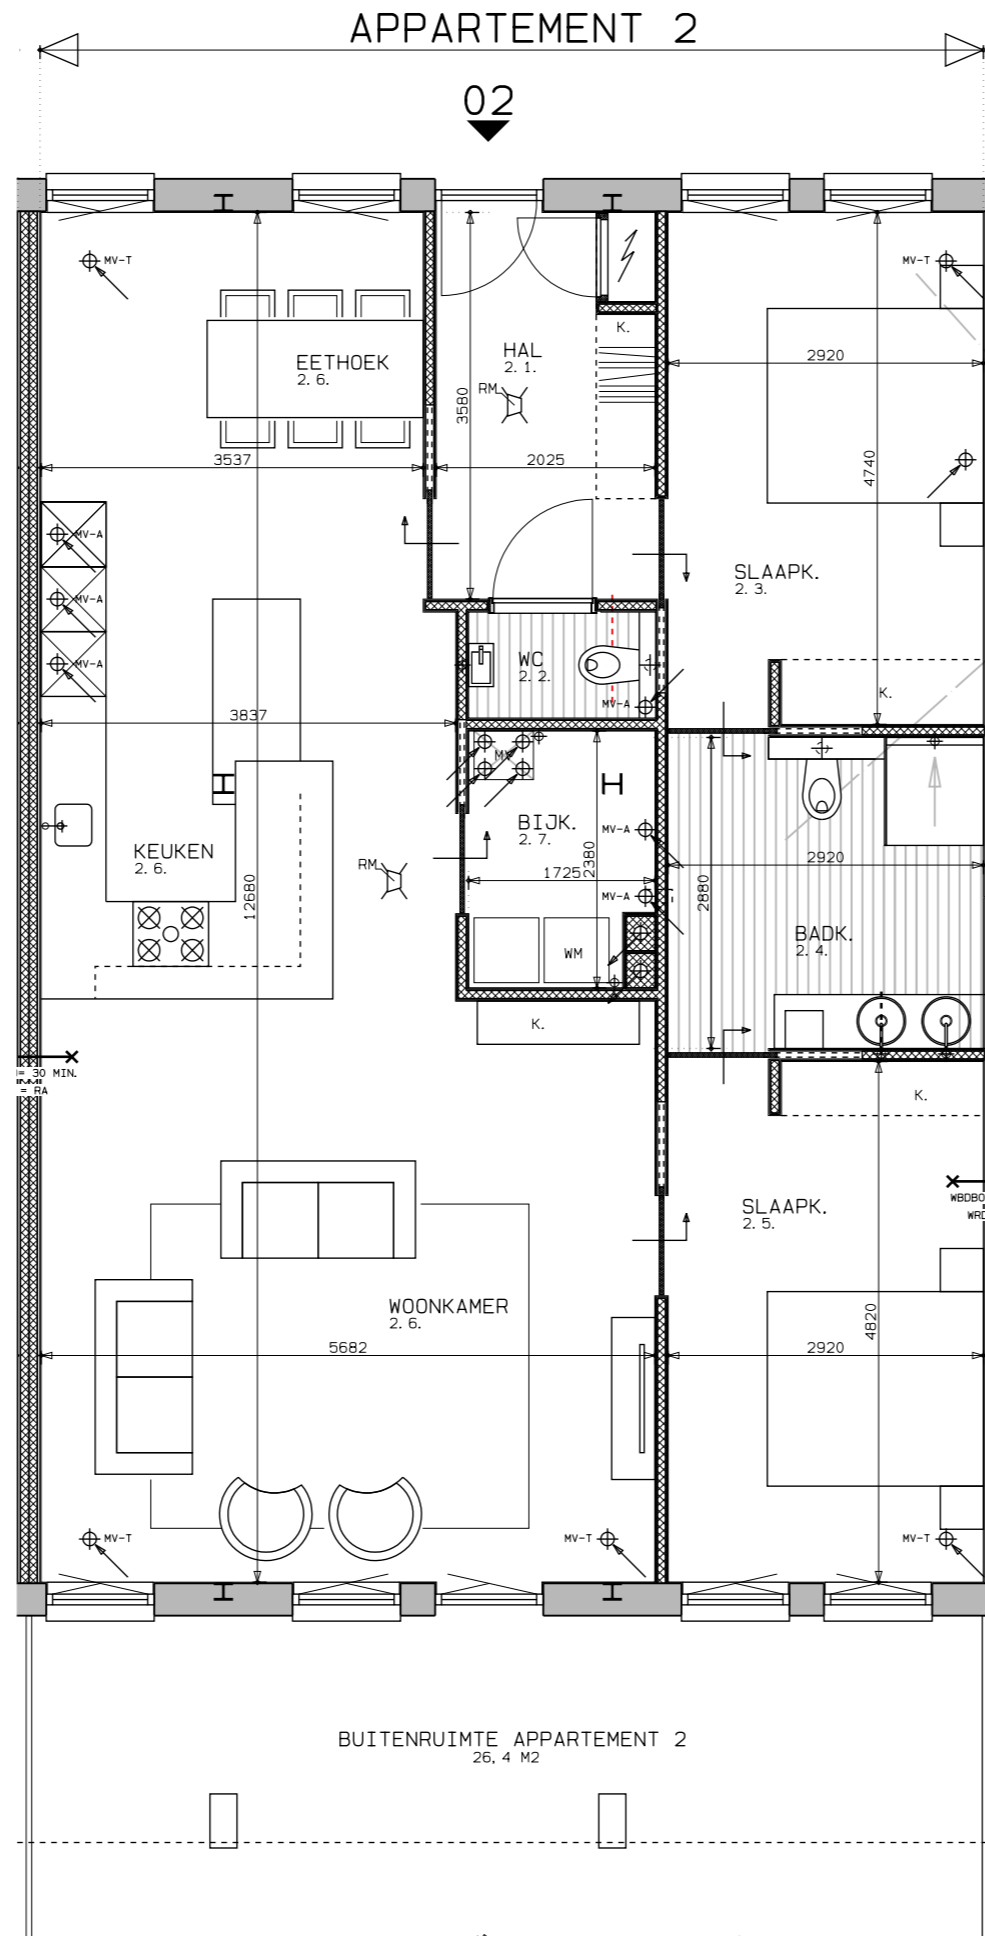 APPARTEMENT 2
02
MV-T
MV-T
K.
HAL
2. 1.
EETHOEK
2. 6.
2920
RM
3580
3537
2025
4740
MV-A
SLAAPK.
2. 3.
MV-A
WC
2. 2.
MV-A
K.
MV-A
3837
MV
H
BIJK.
2. 7.
MV-A
KEUKEN
2. 6.
RM
2380
2920
1725
12680
2880
MV-A
BADK.
2. 4.
WM
K.
= 30 MIN.
= RA
K.
WBDBO
WRD
SLAAPK.
2. 5.
WOONKAMER
2. 6.
4820
5682
2920
MV-T
MV-T
MV-T
BUITENRUIMTE APPARTEMENT 2
26, 4 M2